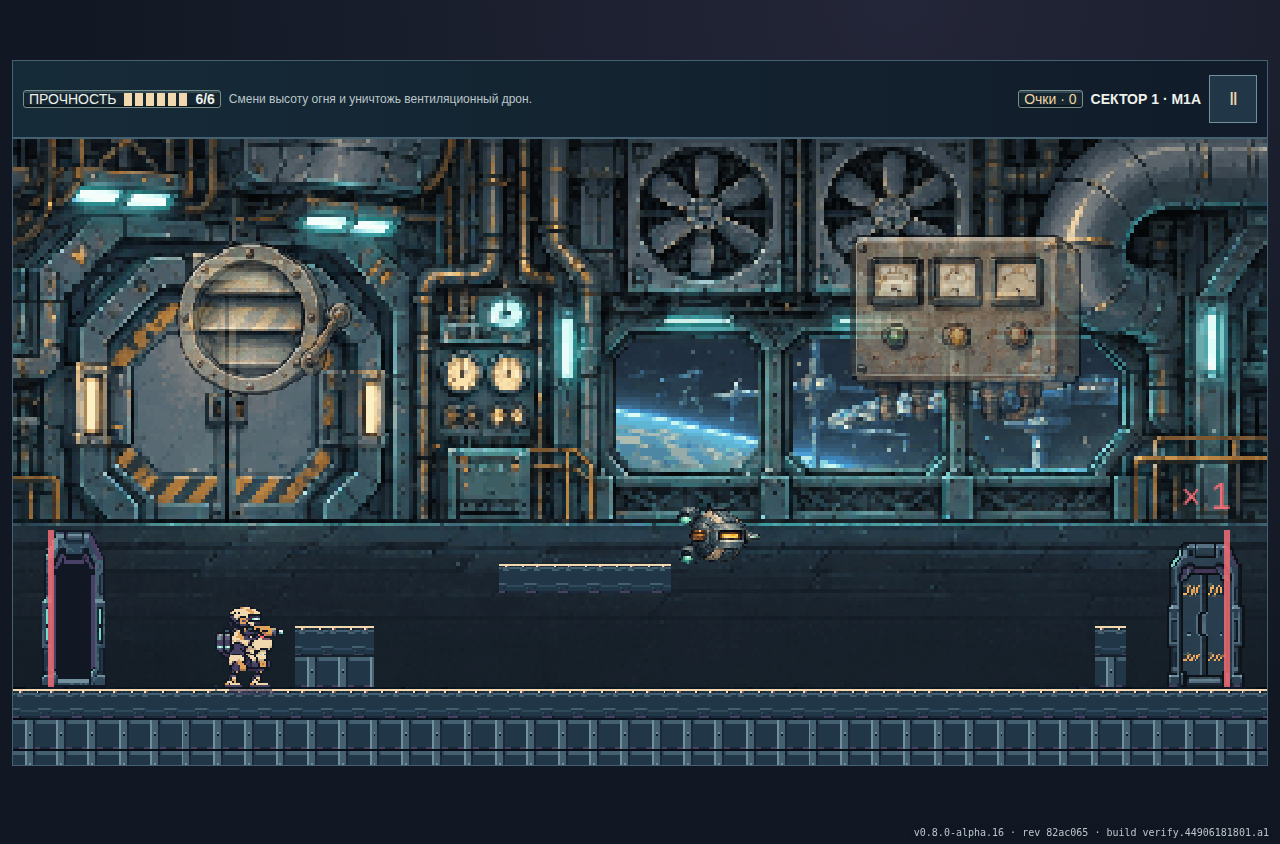 ПРОЧНОСТЬ 6/6 Смени высоту огня и уничтожь вентиляционный дрон.
Очки · 0 СЕКТОР 1 · M1A II
× 1
v0.8.0-alpha.16 · rev 82ac065 · build verify.44906181801.a1